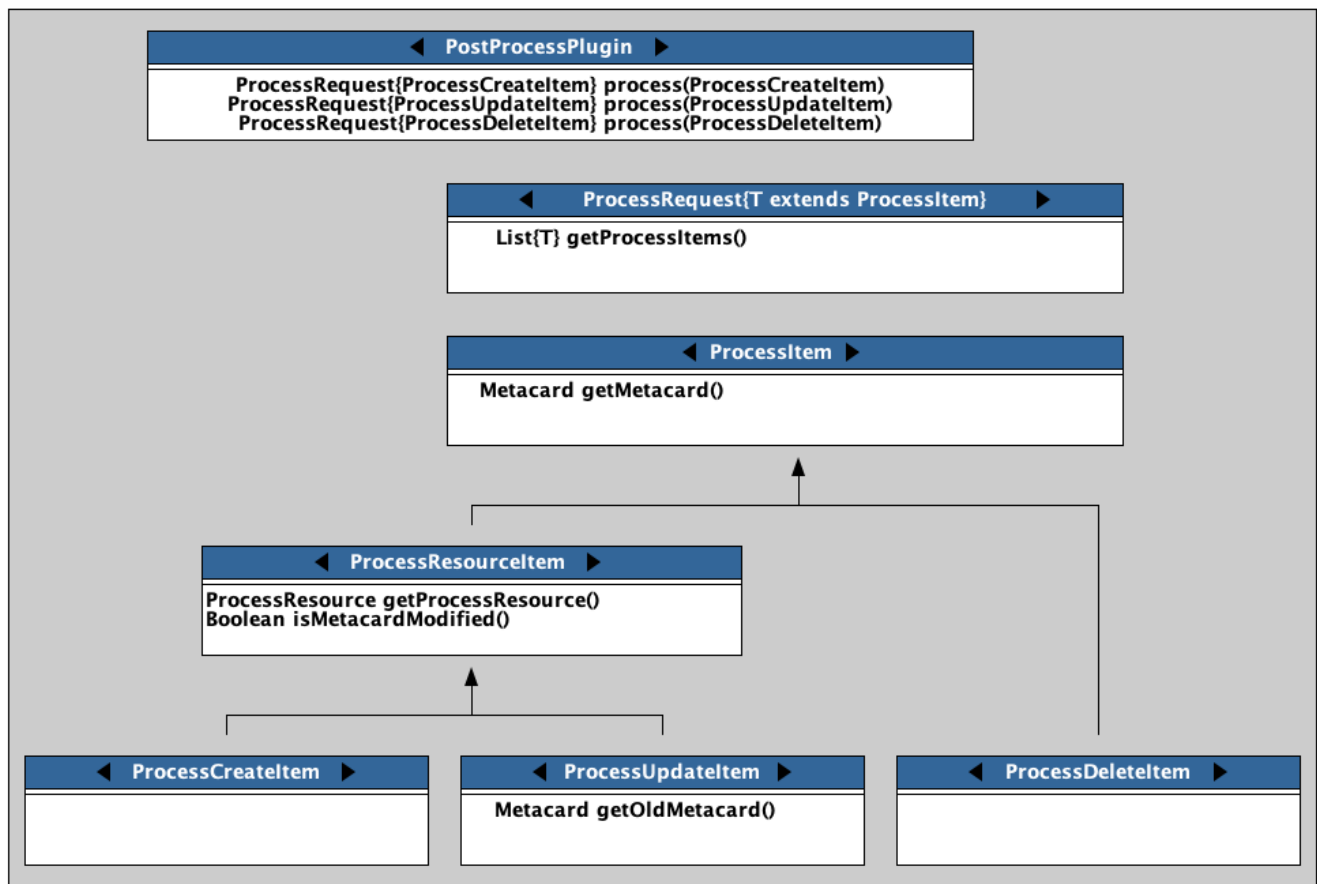 PostProcessPlugin
ProcessRequest{ProcessCreateItem} process(ProcessCreateItem)
ProcessRequest{ProcessUpdateItem} process(ProcessUpdateItem)
ProcessRequest{ProcessDeleteItem} process(ProcessDeleteItem)
ProcessRequest{T extends ProcessItem}
List{T} getProcessItems()
ProcessItem
Metacard getMetacard()
ProcessResourceItem
ProcessResource getProcessResource()
Boolean isMetacardModified()
ProcessCreateItem
ProcessUpdateItem
Metacard getOldMetacard()
ProcessDeleteItem